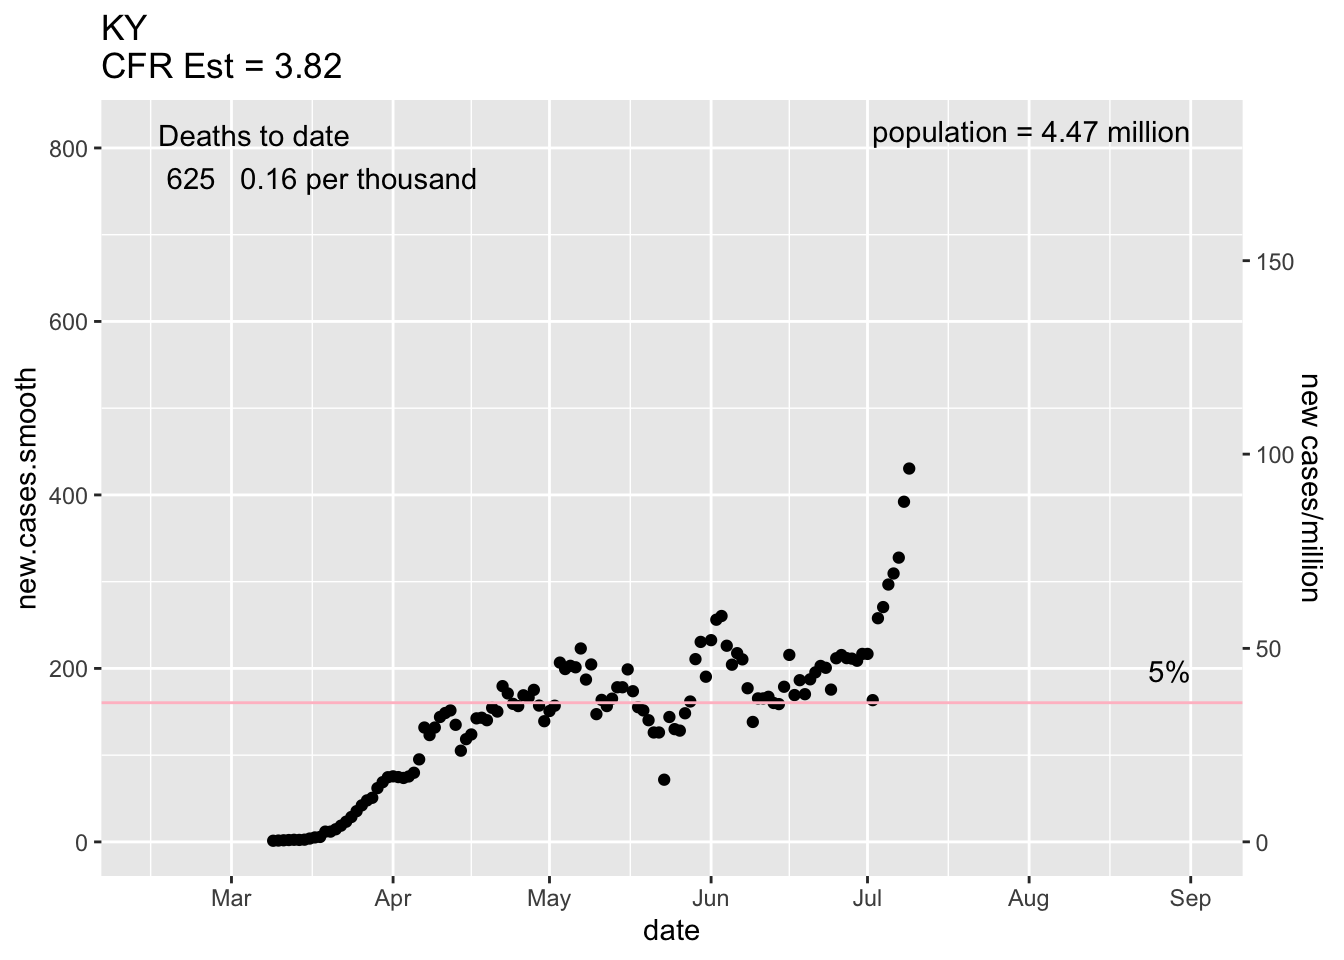 KY
CFR Est = 3.82
Deaths to date
625 0.16 per thousand
population = 4.47 million
800
600
400
200
0
new.cases.smooth
150
100
50
0
new cases/million
5%
Mar Apr May Jun Jul Aug Sep
date